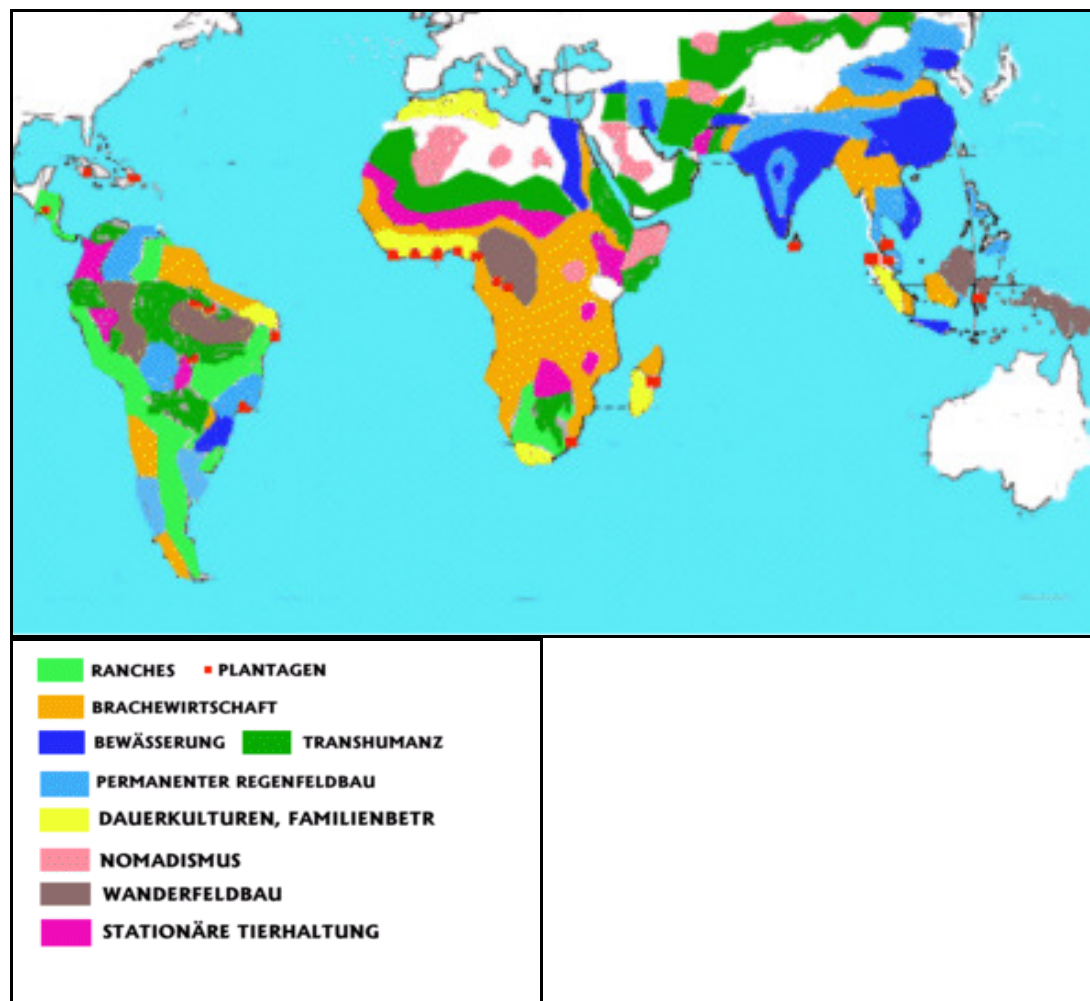 RANCHES PLANTAGEN
BRACHEWIRTSCHAFT
BEWÄSSERUNG TRANSHUMANZ
PERMANENTER REGENFELDBAU
DAUERKULTUREN, FAMILIENBETR
NOMADISMUS
WANDERFELDBAU
STATIONÄRE TIERHALTUNG